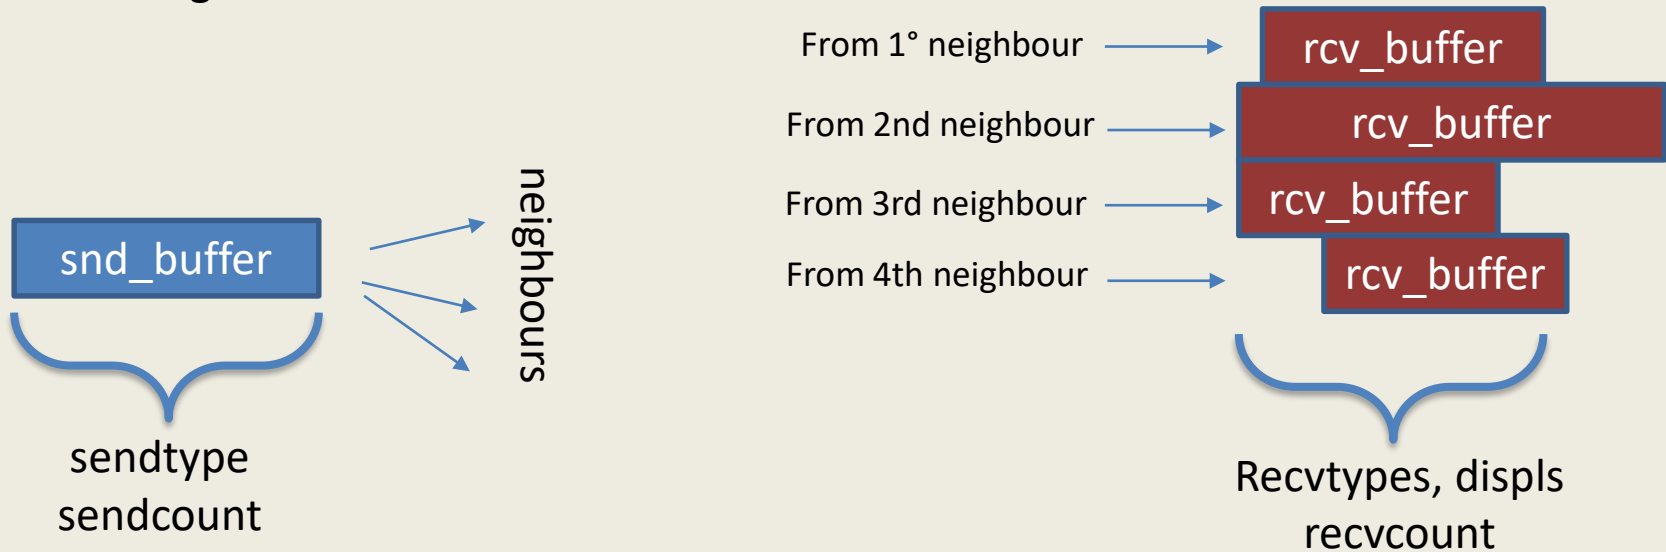 snd_buffer
sendtype
sendcount
neighbours
From 1° neighbour
rcv_buffer
From 2nd neighbour
rcv_buffer
From 3rd neighbour
rcv_buffer
From 4th neighbour
rcv_buffer
Recvtypes, displs
recvcount